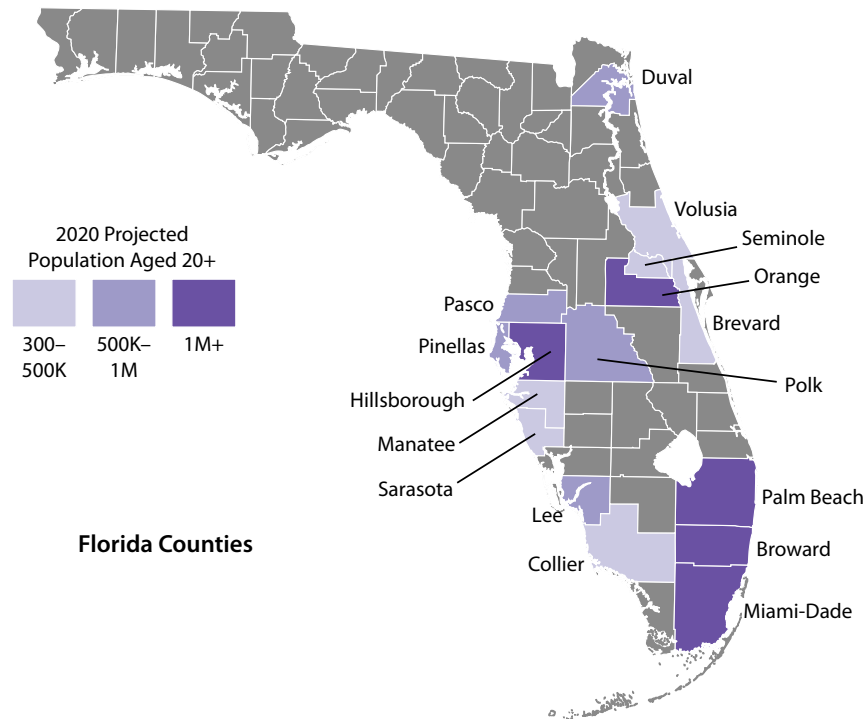 Duval
Volusia
Seminole
Orange
Brevard
2020 Projected
Population Aged 20+
300–
500K
500K–
1M
1M+
Pasco
Pinellas
Hillsborough
Manatee
Sarasota
Polk
Lee
Collier
Palm Beach
Broward
Miami-Dade
Florida Counties